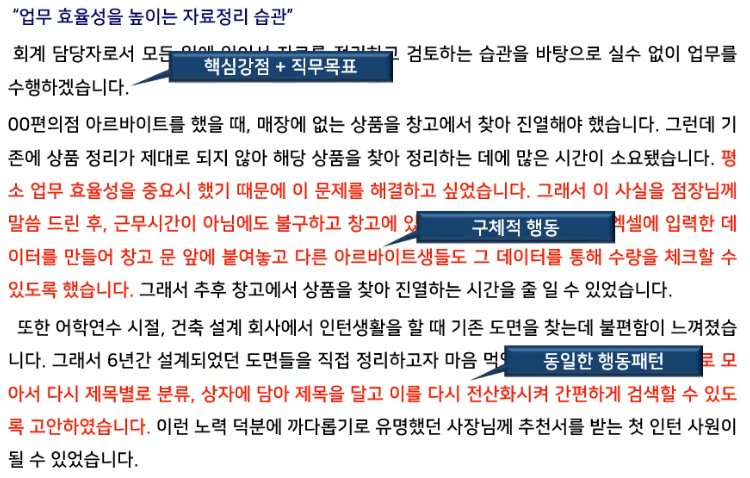 “업무 효율성을 높이는 자료정리 습관”
회계 담당자로서 모든 검토하는 습관을 바탕으로 실수 없이 업무를
핵심강점 + 직무목표
수행하겠습니다.
00편의점 아르바이트를 했을 때, 매장에 없는 상품을 창고에서 찾아 진열해야 했습니다. 그런데 기
존에 상품 정리가 제대로 되지 않아 해당 상품을 찾아 정리하는 데에 많은 시간이 소요됐습니다. 평
소 업무 효율성을 중요시 했기 때문에 이 문제를 해결하고 싶었습니다. 그래서 이 사실을 점장님께
말씀 드린 후, 근무시간이 아님에도 불구하고 창고에 엑셀에 입력한 데
구체적 행동
이터를 만들어 창고 문 앞에 붙여놓고 다른 아르바이트생들도 그 데이터를 통해 수량을 체크할 수
있도록 했습니다. 그래서 추후 창고에서 상품을 찾아 진열하는 시간을 줄 일 수 있었습니다.
또한 어학연수 시절, 건축 설계 회사에서 인턴생활을 할 때 기존 도면을 찾는데 불편함이 느껴졌습
니다. 그래서 6년간 설계되었던 도면들을 직접 정리하고자 마음 로 모
동일한 행동패턴
아서 다시 제목별로 분류, 상자에 담아 제목을 달고 이를 다시 전산화시켜 간편하게 검색할 수 있도
록 고안하였습니다. 이런 노력 덕분에 까다롭기로 유명했던 사장님께 추천서를 받는 첫 인턴 사원이
될 수 있었습니다.